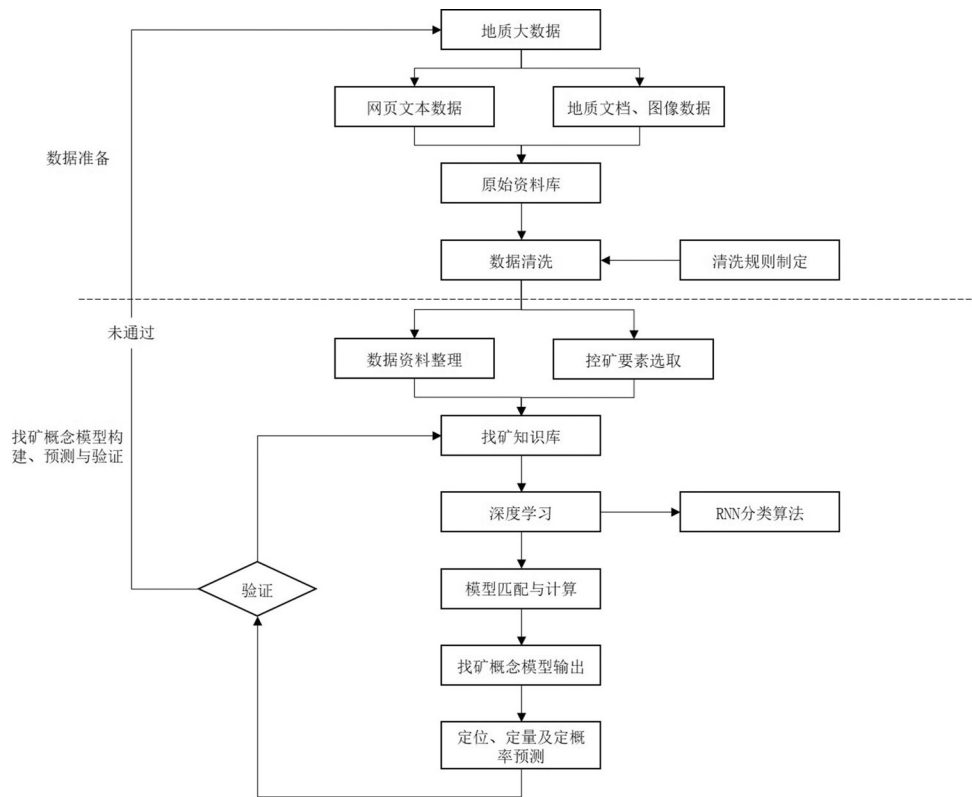 地质大数据
网页文本数据
地质文档、图像数据
数据准备
原始资料库
数据清洗
清洗规则制定
未通过
数据资料整理
控矿要素选取
找矿概念模型构
建、预测与验证
找矿知识库
深度学习
RNN分类算法
验证
模型匹配与计算
找矿概念模型输出
定位、定量及定概
率预测